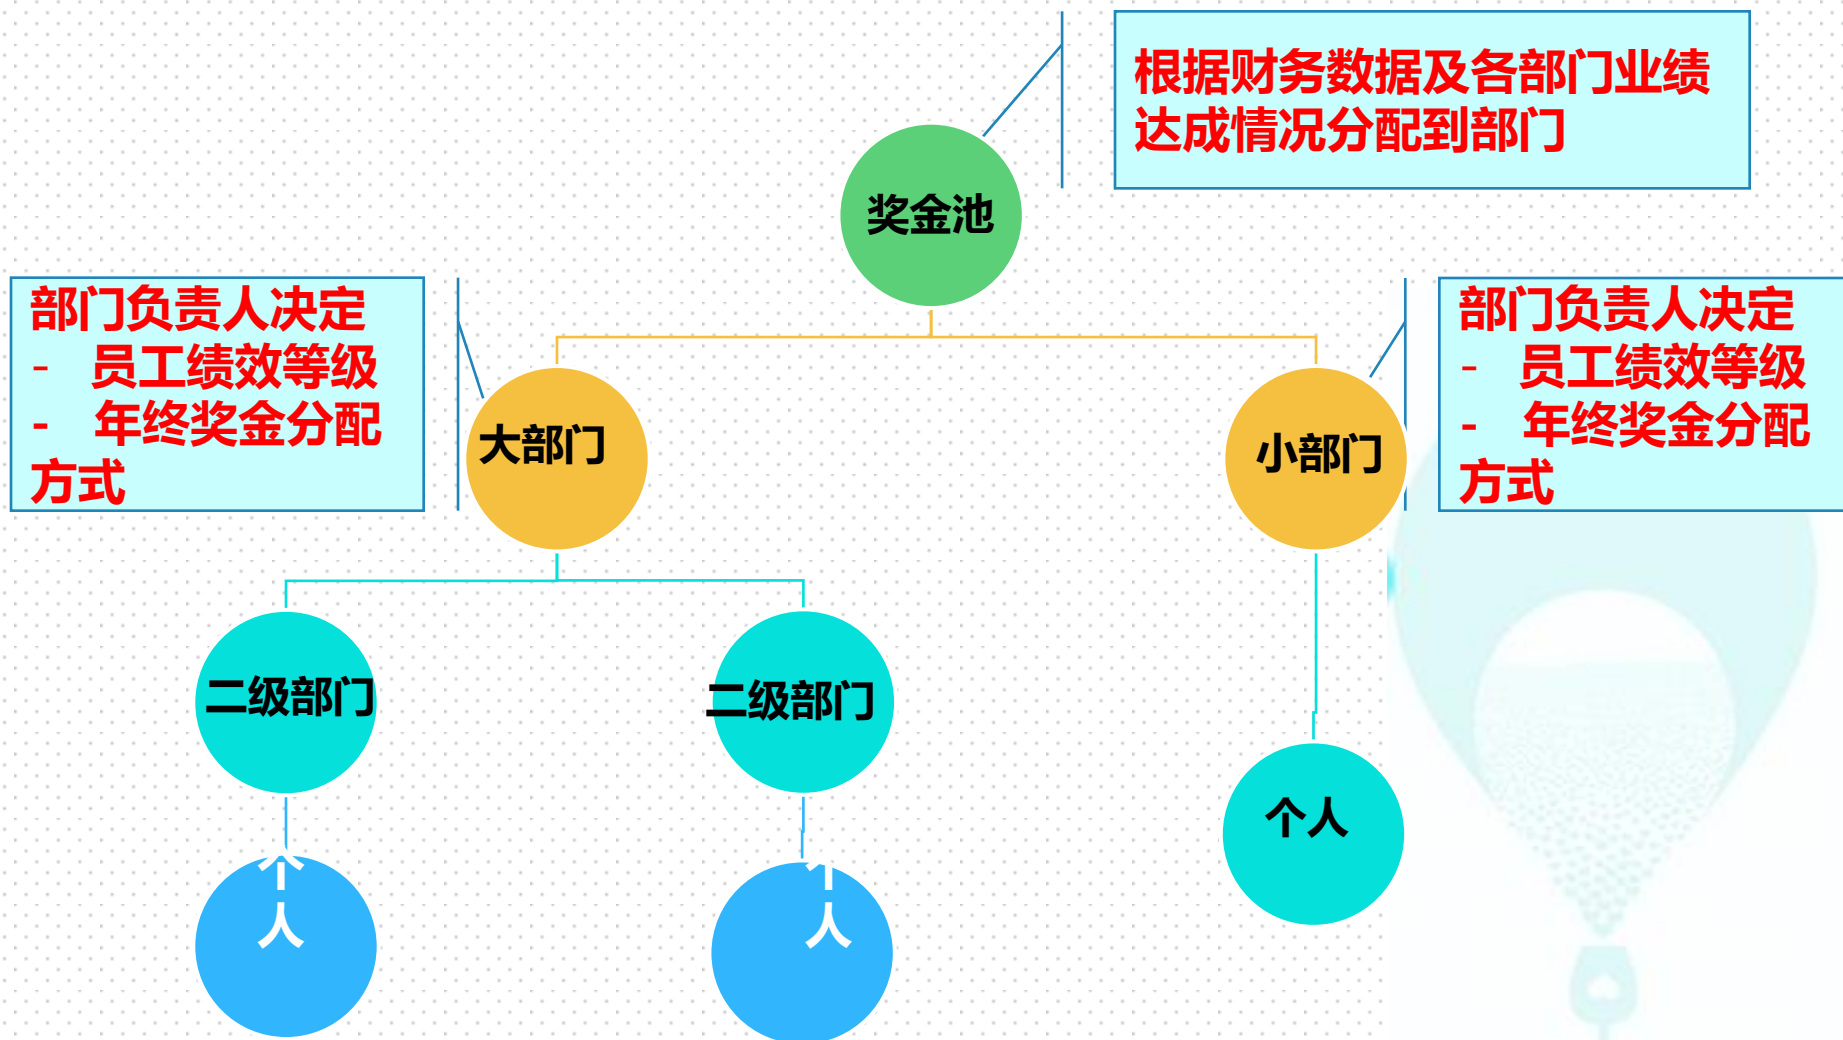 根据财务数据及各部门业绩
达成情况分配到部门
奖金池
部门负责人决定
- 员工绩效等级
- 年终奖金分配
方式
部门负责人决定
- 员工绩效等级
- 年终奖金分配
方式
大部门
小部门
二级部门
二级部门
个人
个
人
个
人